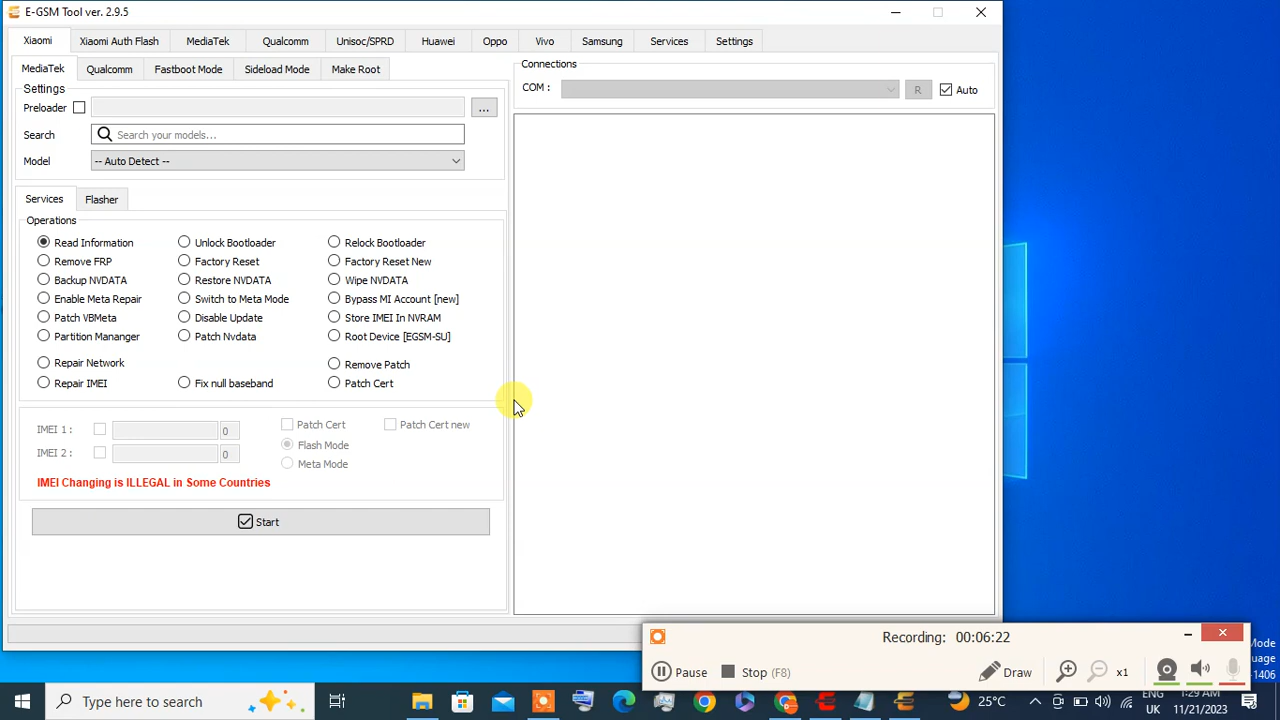 E-GSM Tool ver. 2.9.5
Xiaomi Xiaomi Auth Flash MediaTek Qualcomm Unisoc/SPRD Huawei Oppo Vivo Samsung Services Settings
MediaTek Qualcomm Fastboot Mode Sideload Mode Make Root
Connections
Settings
COM : R Auto
Preloader ...
Search Search your models...
Model -- Auto Detect --
Services Flasher
Operations
Read Information Unlock Bootloader Relock Bootloader
Remove FRP Factory Reset Factory Reset New
Backup NVDATA Restore NVDATA Wipe NVDATA
Enable Meta Repair Switch to Meta Mode Bypass MI Account [new]
Patch VBMeta Disable Update Store IMEI In NVRAM
Partition Mananger Patch Nvdata Root Device [EGSM-SU]
Repair Network Remove Patch
Repair IMEI Fix null baseband Patch Cert
IMEI 1 : 0 Patch Cert Patch Cert new
Flash Mode
IMEI 2 : 0
Meta Mode
IMEI Changing is ILLEGAL in Some Countries
Start
Recording: 00:06:22
Pause Stop (F8) Draw x1
Mode
uage
-1406
Type here to search 25°C ENG 1:29 AM
UK 11/21/2023